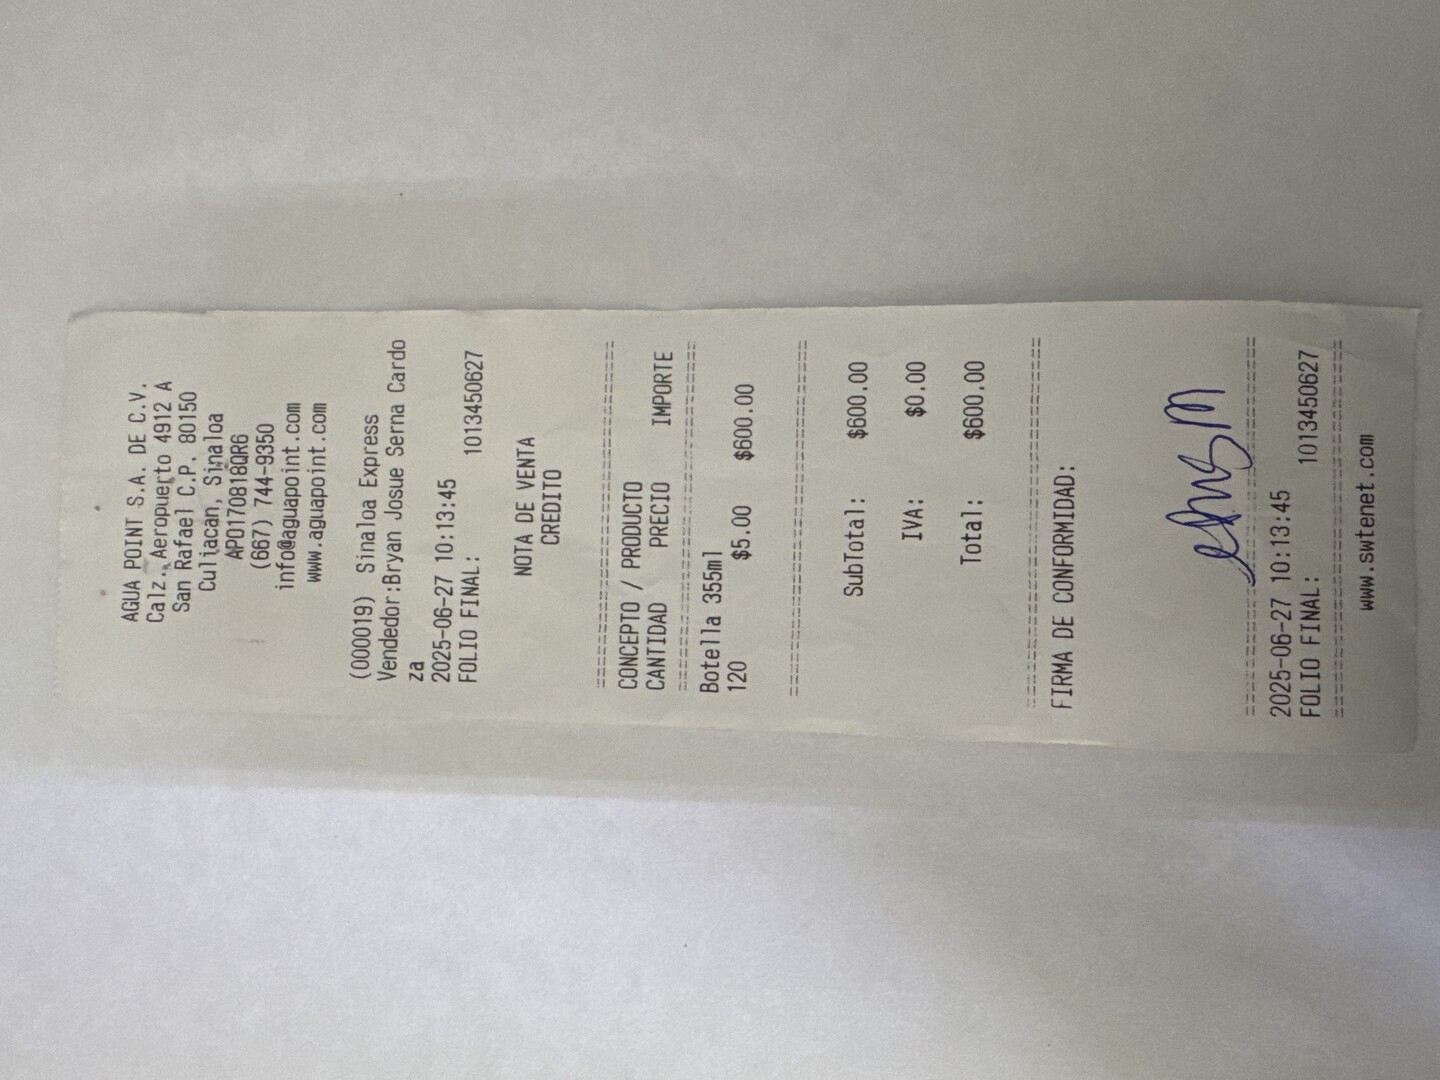 AGUA POINT S.A. DE C.V.
Calz. Aeropuerto 4912 A
San Rafael C.P. 80150
Culiacan, Sinaloa
APO170818QR6
(667) 744-9350
info@aguapoint.com
www.aguapoint.com
(000019) Sinaloa Express
Vendedor:Bryan Josue Serna Cardo
za
2025-06-27 10:13:45
FOLIO FINAL: 1013450627
NOTA DE VENTA
CREDITO
================================
CONCEPTO / PRODUCTO
CANTIDAD PRECIO IMPORTE
================================
Botella 355ml
120 $5.00 $600.00
================================
SubTotal: $600.00
IVA: $0.00
Total: $600.00
================================
FIRMA DE CONFORMIDAD:
================================
2025-06-27 10:13:45
FOLIO FINAL: 1013450627
================================
www.swtenet.com